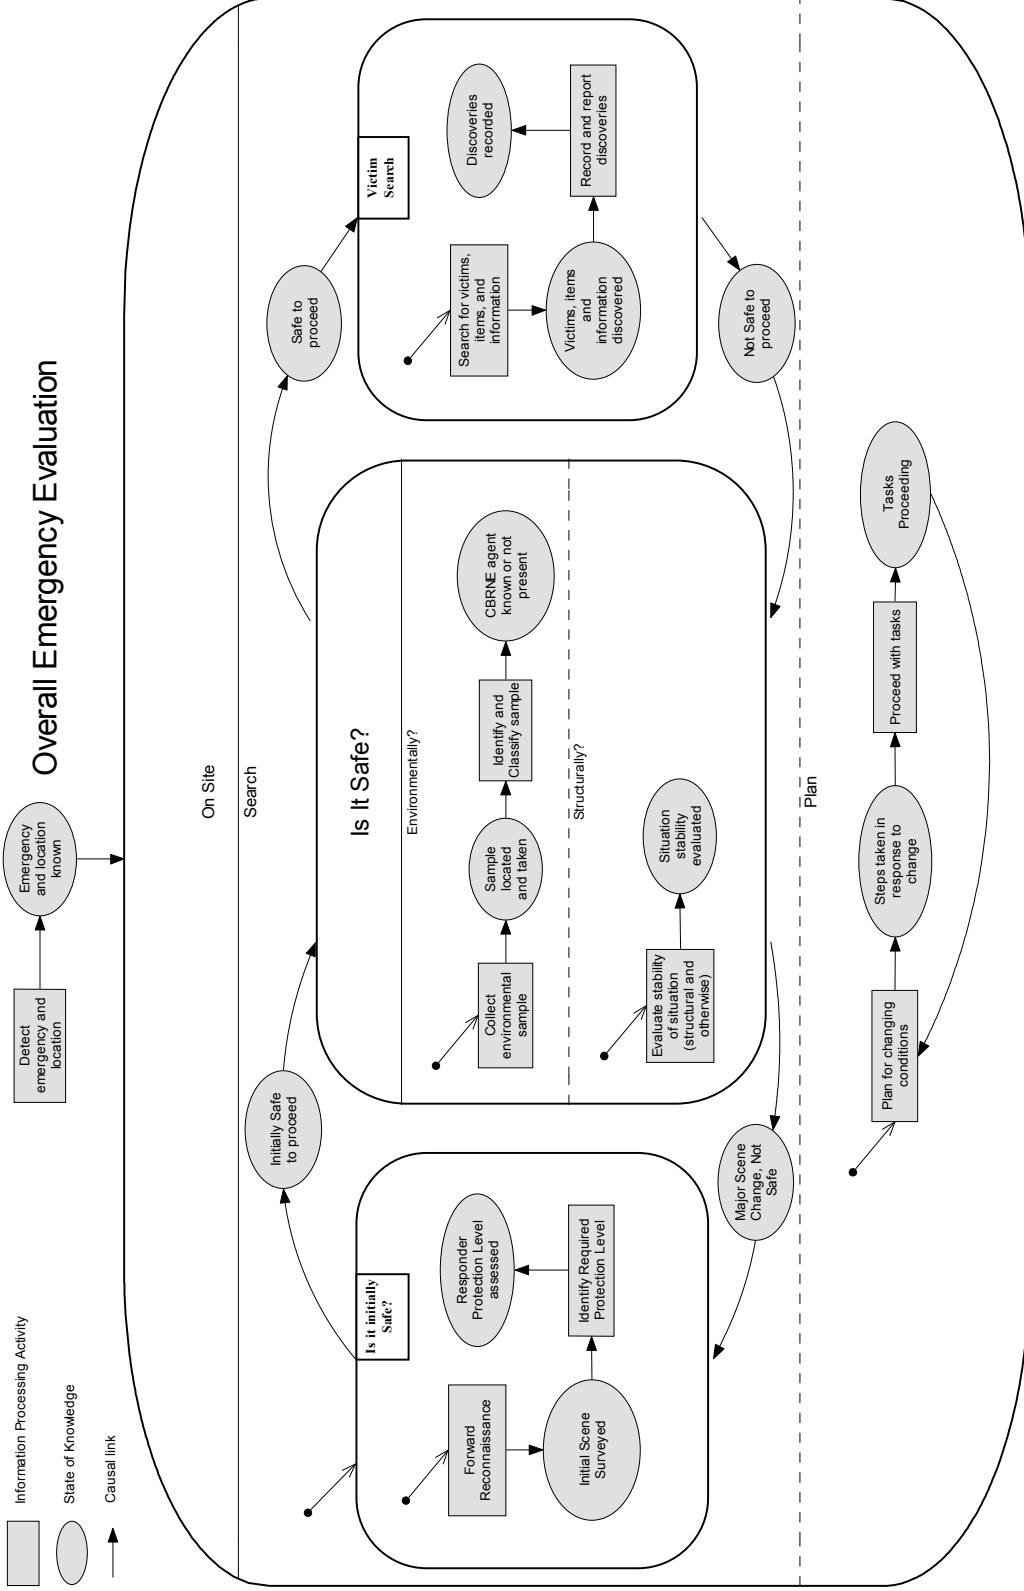 Overall Emergency Evaluation
Information Processing Activity
State of Knowledge
Causal link
Detect
emergency and
location
Emergency
and location
known
On Site
Search
Is it initially
Safe?
Forward
Reconnaissance
Initial Scene
Surveyed
Identify Required
Protection Level
Responder
Protection Level
assessed
Initially Safe
to proceed
Is It Safe?
Environmentally?
Collect
environmental
sample
Sample
located
and taken
Identify and
Classify sample
CBRNE agent
known or not
present
Structurally?
Evaluate stability
of situation
(structural and
otherwise)
Situation
stability
evaluated
Major Scene
Change, Not
Safe
Safe to
proceed
Victim
Search
Search for victims,
items, and
information
Victims, items
and
information
discovered
Record and report
discoveries
Discoveries
recorded
Not Safe to
proceed
Plan
Plan for changing
conditions
Steps taken in
response to
change
Proceed with tasks
Tasks
Proceeding